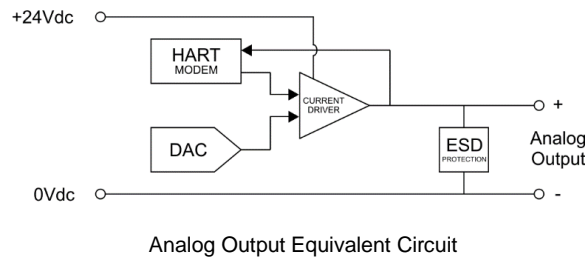 +24Vdc
HART
MODEM
CURRENT
DRIVER
DAC
+
Analog
Output
ESD
PROTECTION
0Vdc
-
Analog Output Equivalent Circuit